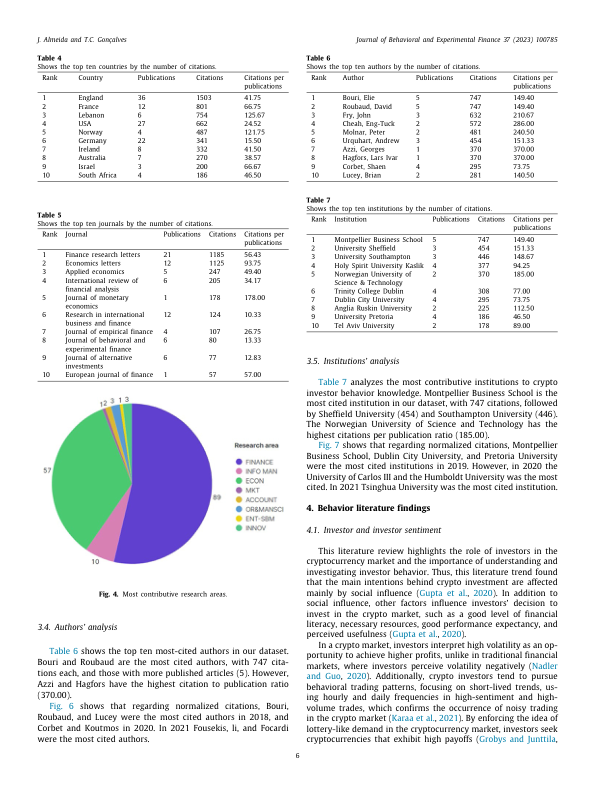 J. Almeida and T.C. Gonçalves
Journal of Behavioral and Experimental Finance 37 (2023) 100785
Table 4
Shows the top ten countries by the number of citations.
Rank Country Publications Citations Citations per
publications
1 England 36 1503 41.75
2 France 12 801 66.75
3 Lebanon 6 754 125.67
4 USA 27 662 24.52
5 Norway 4 487 121.75
6 Germany 22 341 15.50
7 Ireland 8 332 41.50
8 Australia 7 270 38.57
9 Israel 3 200 66.67
10 South Africa 4 186 46.50
Table 5
Shows the top ten journals by number of citations.
Rank Journal Publications Citations Citations per
publications
1 Finance research letters 21 1185 56.43
2 Economics letters 12 1125 93.75
3 Applied economics 5 247 49.40
4 International review of 6 205 34.17
financial analysis
5 Journal of monetary 1 178 178.00
economics
6 Research in international 12 124 10.33
business and finance
7 Journal of empirical finance 4 107 26.75
8 Journal of behavioral and 6 80 13.33
experimental finance
9 Journal of alternative 6 77 12.83
investments
10 European journal of finance 1 57 57.00
12 3 1 3
57
89
10
Research area
FINANCE
INFO MAN
ECON
MKT
ACCOUNT
OR&MANSCI
ENT-SBM
INNOV
Fig. 4. Most contributive research areas.
3.4. Authors' analysis
Table 6 shows the top ten most-cited authors in our dataset.
Bouri and Roubaud are the most cited authors, with 747 cita-
tions each, and those with more published articles (5). However,
Azzi and Hagfors have the highest citation to publication ratio
(370.00).
Fig. 6 shows that regarding normalized citations, Bouri,
Roubaud, and Lucey were the most cited authors in 2018, and
Corbet and Koutmos in 2020. In 2021 Fousekis, li, and Focardi
were the most cited authors.
Table 6
Shows the top ten authors by the number of citations.
Rank Author Publications Citations Citations per
publications
1 Bouri, Elie 5 747 149.40
2 Roubaud, David 5 747 149.40
3 Fry, John 3 632 210.67
4 Cheah, Eng-Tuck 2 572 286.00
5 Molnar, Peter 2 481 240.50
6 Urquhart, Andrew 3 454 151.33
7 Azzi, Georges 1 370 370.00
8 Hagfors, Lars Ivar 1 370 370.00
9 Corbet, Shaen 4 295 73.75
10 Lucey, Brian 2 281 140.50
Table 7
Shows the top ten institutions by number of citations.
Rank Institution Publications Citations Citations per
publications
1 Montpellier Business School 5 747 149.40
2 University Sheffield 3 454 151.33
3 University Southampton 3 446 148.67
4 Holy Spirit University Kaslik 4 377 94.25
5 Norwegian University of 2 370 185.00
Science & Technology
6 Trinity College Dublin 4 308 77.00
7 Dublin City University 4 295 73.75
8 Anglia Ruskin University 2 225 112.50
9 University Pretoria 4 186 46.50
10 Tel Aviv University 2 178 89.00
3.5. Institutions' analysis
Table 7 analyzes the most contributive institutions to crypto
investor behavior knowledge. Montpellier Business School is the
most cited institution in our dataset, with 747 citations, followed
by Sheffield University (454) and Southampton University (446).
The Norwegian University of Science and Technology has the
highest citations per publication ratio (185.00).
Fig. 7 shows that regarding normalized citations, Montpellier
Business School, Dublin City University, and Pretoria University
were the most cited institutions in 2019. However, in 2020 the
University of Carlos III and the Humboldt University was the most
cited. In 2021 Tsinghua University was the most cited institution.
4. Behavior literature findings
4.1. Investor and investor sentiment
This literature review highlights the role of investors in the
cryptocurrency market and the importance of understanding and
investigating investor behavior. Thus, this literature trend found
that the main intentions behind crypto investment are affected
mainly by social influence (Gupta et al., 2020). In addition to
social influence, other factors influence investors' decision to
invest in the crypto market, such as a good level of financial
literacy, necessary resources, good performance expectancy, and
perceived usefulness (Gupta et al., 2020).
In a crypto market, investors interpret high volatility as an op-
portunity to achieve higher profits, unlike in traditional financial
markets, where investors perceive volatility negatively (Nadler
and Guo, 2020). Additionally, crypto investors tend to pursue
behavioral trading patterns, focusing on short-lived trends, us-
ing hourly and daily frequencies in high-sentiment and high-
volume trades, which confirms the occurrence of noisy trading
in the crypto market (Karaa et al., 2021). By enforcing the idea of
lottery-like demand in the cryptocurrency market, investors seek
cryptocurrencies that exhibit high payoffs (Grobys and Junttila,
6